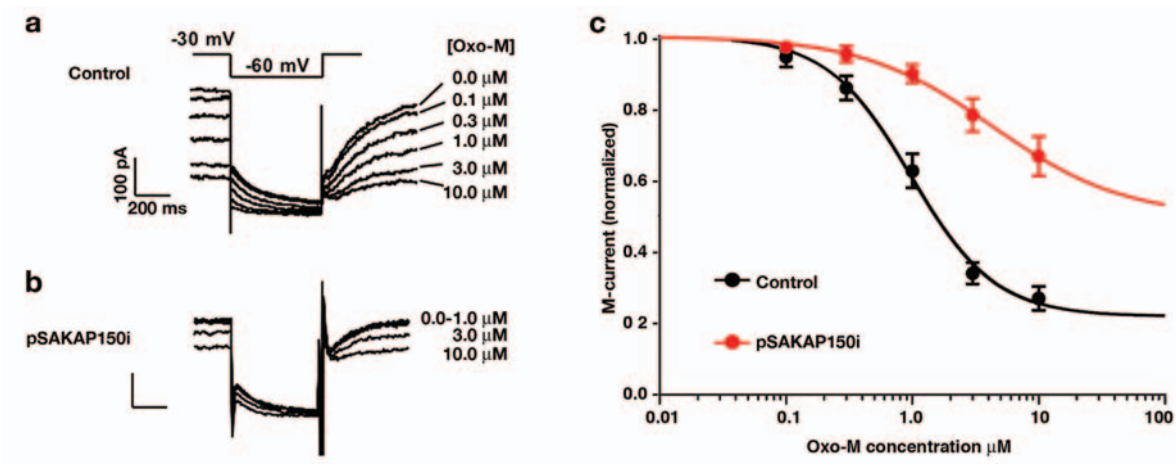 a
-30 mV
-60 mV
[Oxo-M]
Control
0.0 μM
0.1 μM
0.3 μM
1.0 μM
3.0 μM
10.0 μM
100 pA
200 ms
b
pSAKAP150i
0.0-1.0 μM
3.0 μM
10.0 μM
c
M-current (normalized)
1.0
0.8
0.6
0.4
0.2
0.0
Control
pSAKAP150i
0.01
0.1
1.0
10
100
Oxo-M concentration μM